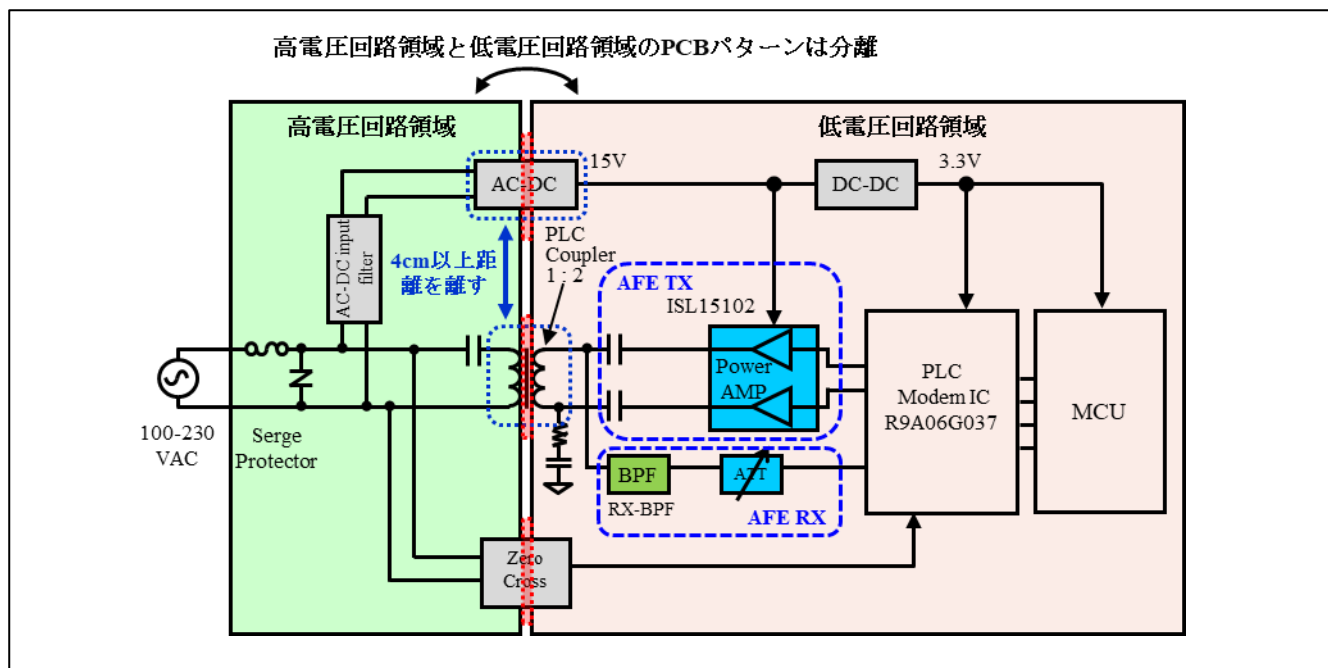 高電圧回路領域と低電圧回路領域のPCBパターンは分離
高電圧回路領域
低電圧回路領域
AC-DC
15V
DC-DC
3.3V
AC-DC input
filter
4cm以上距
離を離す
PLC
Coupler
1 : 2
AFE TX
ISL15102
Power
AMP
PLC
Modem IC
R9A06G037
MCU
100-230
VAC
Serge
Protector
BPF
RX-BPF
ATT
AFE RX
Zero
Cross